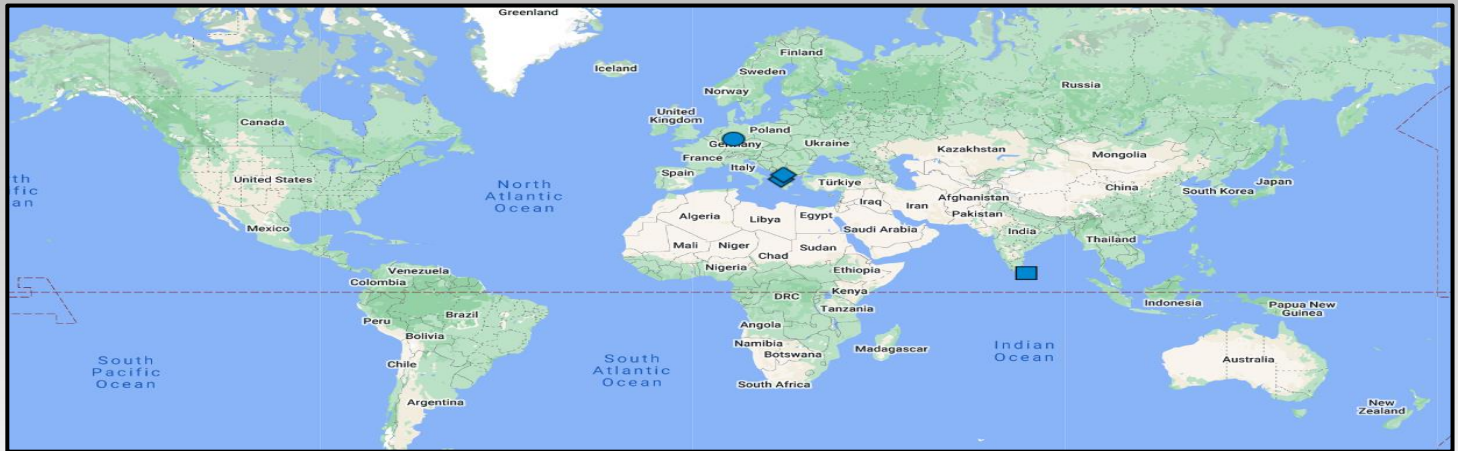 Greenland
Iceland
Finland
Sweden
Norway
Russia
United
Kingdom
Canada
Poland
Germany
Ukraine
France
Kazakhstan
Mongolia
Italy
Spain
Türkiye
United States
North
Atlantic
Ocean
th
ific
an
China
South Korea
Japan
Afghanistan
Iraq
Iran
Pakistan
Algeria
Libya
Egypt
Saudi Arabia
India
Mexico
Mali
Niger
Sudan
Chad
Thailand
Nigeria
Ethiopia
Venezuela
Colombia
Kenya
DRC
Indonesia
Papua New
Guinea
Tanzania
Peru
Brazil
Angola
Bolivia
Namibia
Botswana
Madagascar
Indian
Ocean
South
Pacific
Ocean
Chile
South
Atlantic
Ocean
Australia
South Africa
Argentina
New
Zealand